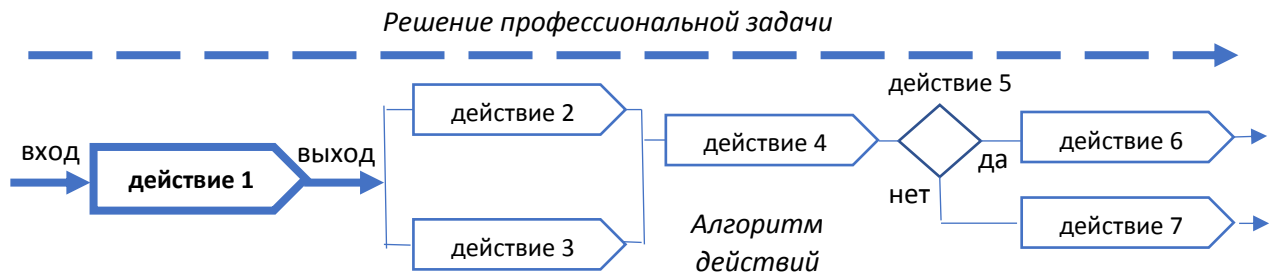 Решение профессиональной задачи
вход
действие 1
выход
действие 2
действие 3
действие 4
действие 5
да
нет
действие 6
действие 7
Алгоритм
действий